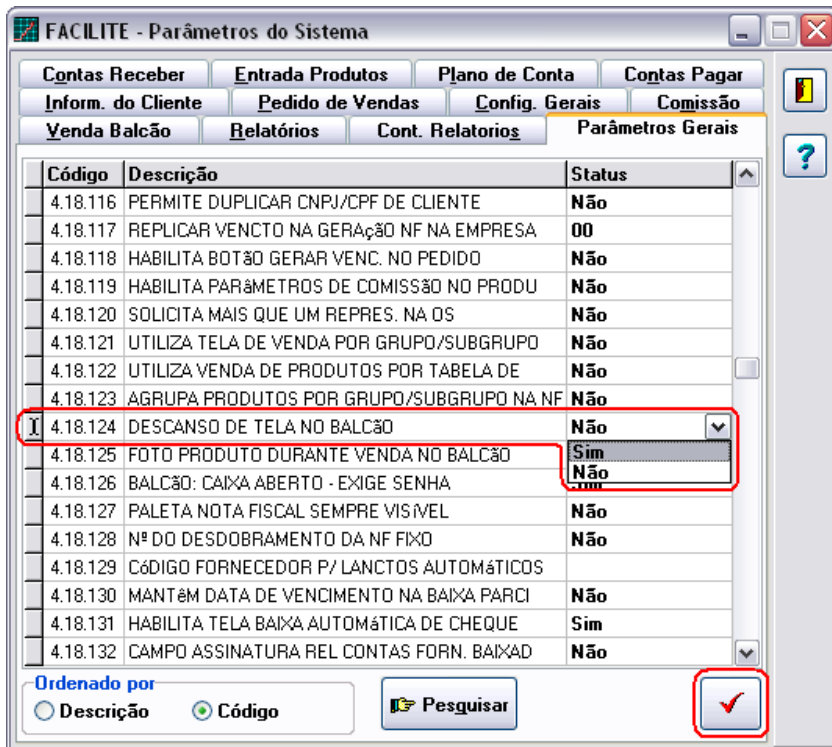 FACILITE - Parâmetros do Sistema
Contas Receber Entrada Produtos Plano de Conta Contas Pagar
Inform. do Cliente Pedido de Vendas Config. Gerais Comissão
Venda Balcão Relatórios Cont. Relatorios Parâmetros Gerais
Código Descrição Status
4.18.116 PERMITE DUPLICAR CNPJ/CPF DE CLIENTE Não
4.18.117 REPLICAR VENCTO NA GERAçãO NF NA EMPRESA 00
4.18.118 HABILITA BOTãO GERAR VENC. NO PEDIDO Não
4.18.119 HABILITA PARâMETROS DE COMISSãO NO PRODU Não
4.18.120 SOLICITA MAIS QUE UM REPRES. NA OS Não
4.18.121 UTILIZA TELA DE VENDA POR GRUPO/SUBGRUPO Não
4.18.122 UTILIZA VENDA DE PRODUTOS POR TABELA DE Não
4.18.123 AGRUPA PRODUTOS POR GRUPO/SUBGRUPO NA NF Não
4.18.124 DESCANSO DE TELA NO BALCãO Não
4.18.125 FOTO PRODUTO DURANTE VENDA NO BALCãO Sim
Não
4.18.126 BALCãO: CAIXA ABERTO - EXIGE SENHA
4.18.127 PALETA NOTA FISCAL SEMPRE VISíVEL Não
4.18.128 Nº DO DESDOBRAMENTO DA NF FIXO Não
4.18.129 CóDIGO FORNECEDOR P/ LANCTOS AUTOMáTICOS
4.18.130 MANTêM DATA DE VENCIMENTO NA BAIXA PARCI Não
4.18.131 HABILITA TELA BAIXA AUTOMáTICA DE CHEQUE Sim
4.18.132 CAMPO ASSINATURA REL CONTAS FORN. BAIXAD Não
Ordenado por
Descrição Código Pesquisar